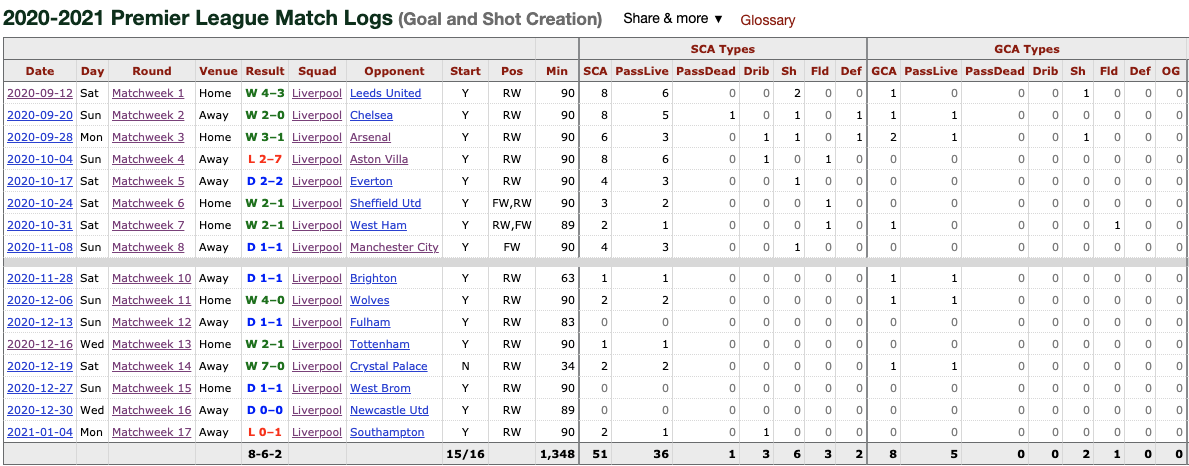 2020-2021 Premier League Match Logs (Goal and Shot Creation) Share & more ▼ Glossary
SCA Types GCA Types
Date Day Round Venue Result Squad Opponent Start Pos Min SCA PassLive PassDead Drib Sh Fld Def GCA PassLive PassDead Drib Sh Fld Def OG
2020-09-12 Sat Matchweek 1 Home W 4–3 Liverpool Leeds United Y RW 90 8 6 0 0 2 0 0 1 0 0 0 1 0 0 0
2020-09-20 Sun Matchweek 2 Away W 2–0 Liverpool Chelsea Y RW 90 8 5 1 0 1 0 1 1 1 0 0 0 0 0 0
2020-09-28 Mon Matchweek 3 Home W 3–1 Liverpool Arsenal Y RW 90 6 3 0 1 1 0 1 2 1 0 0 1 0 0 0
2020-10-04 Sun Matchweek 4 Away L 2–7 Liverpool Aston Villa Y RW 90 8 6 0 1 0 1 0 0 0 0 0 0 0 0 0
2020-10-17 Sat Matchweek 5 Away D 2–2 Liverpool Everton Y RW 90 4 3 0 0 1 0 0 0 0 0 0 0 0 0 0
2020-10-24 Sat Matchweek 6 Home W 2–1 Liverpool Sheffield Utd Y FW,RW 90 3 2 0 0 0 1 0 0 0 0 0 0 0 0 0
2020-10-31 Sat Matchweek 7 Home W 2–1 Liverpool West Ham Y RW,FW 89 2 1 0 0 0 1 0 1 0 0 0 0 1 0 0
2020-11-08 Sun Matchweek 8 Away D 1–1 Liverpool Manchester City Y FW 90 4 3 0 0 1 0 0 0 0 0 0 0 0 0 0
2020-11-28 Sat Matchweek 10 Away D 1–1 Liverpool Brighton Y RW 63 1 1 0 0 0 0 0 1 1 0 0 0 0 0 0
2020-12-06 Sun Matchweek 11 Home W 4–0 Liverpool Wolves Y RW 90 2 2 0 0 0 0 0 1 1 0 0 0 0 0 0
2020-12-13 Sun Matchweek 12 Away D 1–1 Liverpool Fulham Y RW 83 0 0 0 0 0 0 0 0 0 0 0 0 0 0 0
2020-12-16 Wed Matchweek 13 Home W 2–1 Liverpool Tottenham Y RW 90 1 1 0 0 0 0 0 0 0 0 0 0 0 0 0
2020-12-19 Sat Matchweek 14 Away W 7–0 Liverpool Crystal Palace N RW 34 2 2 0 0 0 0 0 1 1 0 0 0 0 0 0
2020-12-27 Sun Matchweek 15 Home D 1–1 Liverpool West Brom Y RW 90 0 0 0 0 0 0 0 0 0 0 0 0 0 0 0
2020-12-30 Wed Matchweek 16 Away D 0–0 Liverpool Newcastle Utd Y RW 89 0 0 0 0 0 0 0 0 0 0 0 0 0 0 0
2021-01-04 Mon Matchweek 17 Away L 0–1 Liverpool Southampton Y RW 90 2 1 0 1 0 0 0 0 0 0 0 0 0 0 0
8-6-2 15/16 1,348 51 36 1 3 6 3 2 8 5 0 0 2 1 0 0